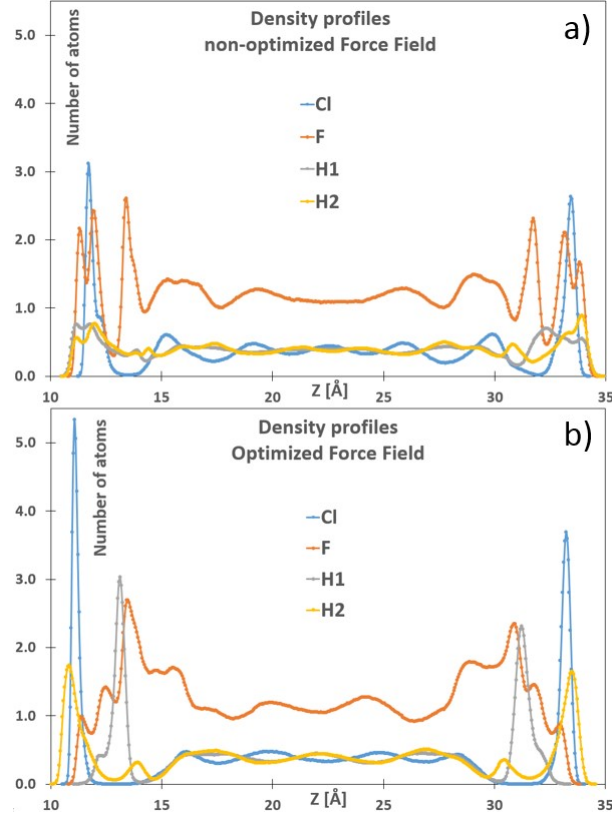 Density profiles
non-optimized Force Field
a)
Number of atoms
Cl
F
H1
H2
5.0
4.0
3.0
2.0
1.0
0.0
10 15 20 25 30 35
Z [Å]
Density profiles
Optimized Force Field
b)
Number of atoms
Cl
F
H1
H2
5.0
4.0
3.0
2.0
1.0
0.0
10 15 20 25 30 35
Z [Å]